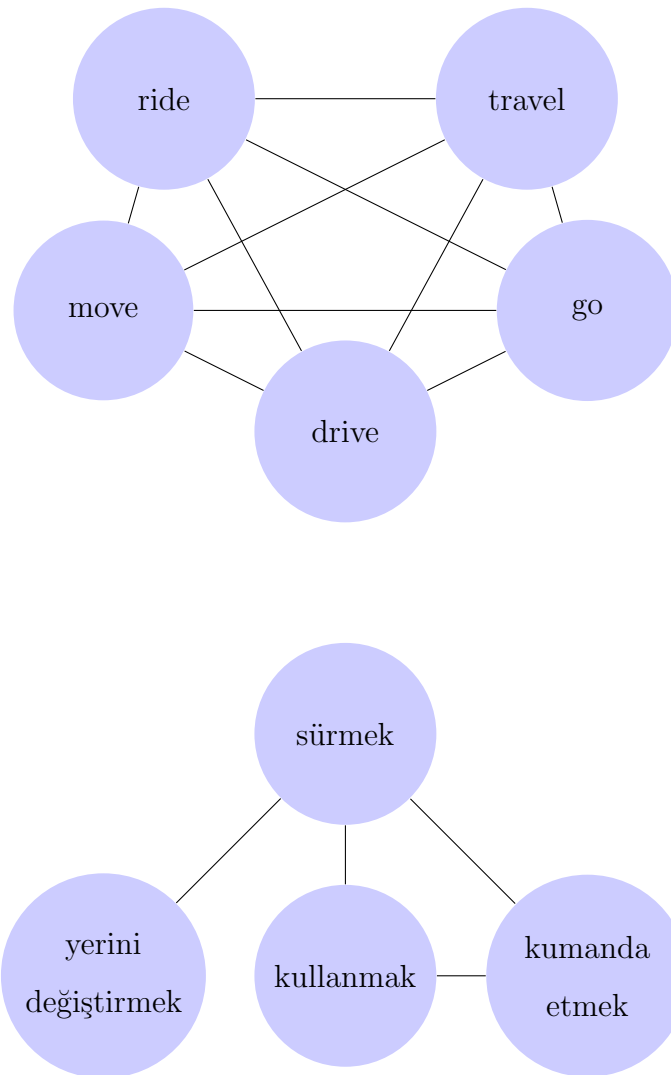 ride
travel
move
go
drive
sürmek
yerini
değiştirmek
kullanmak
kumanda
etmek